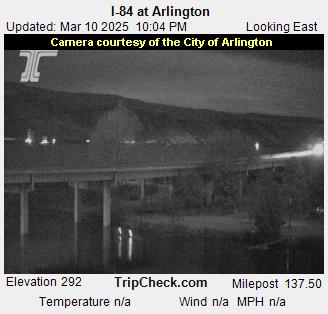 I-84 at Arlington
Updated: Mar 10 2025 10:04 PM Looking East
Camera courtesy of the City of Arlington
Elevation 292 TripCheck.com Milepost 137.50
Temperature n/a Wind n/a MPH n/a